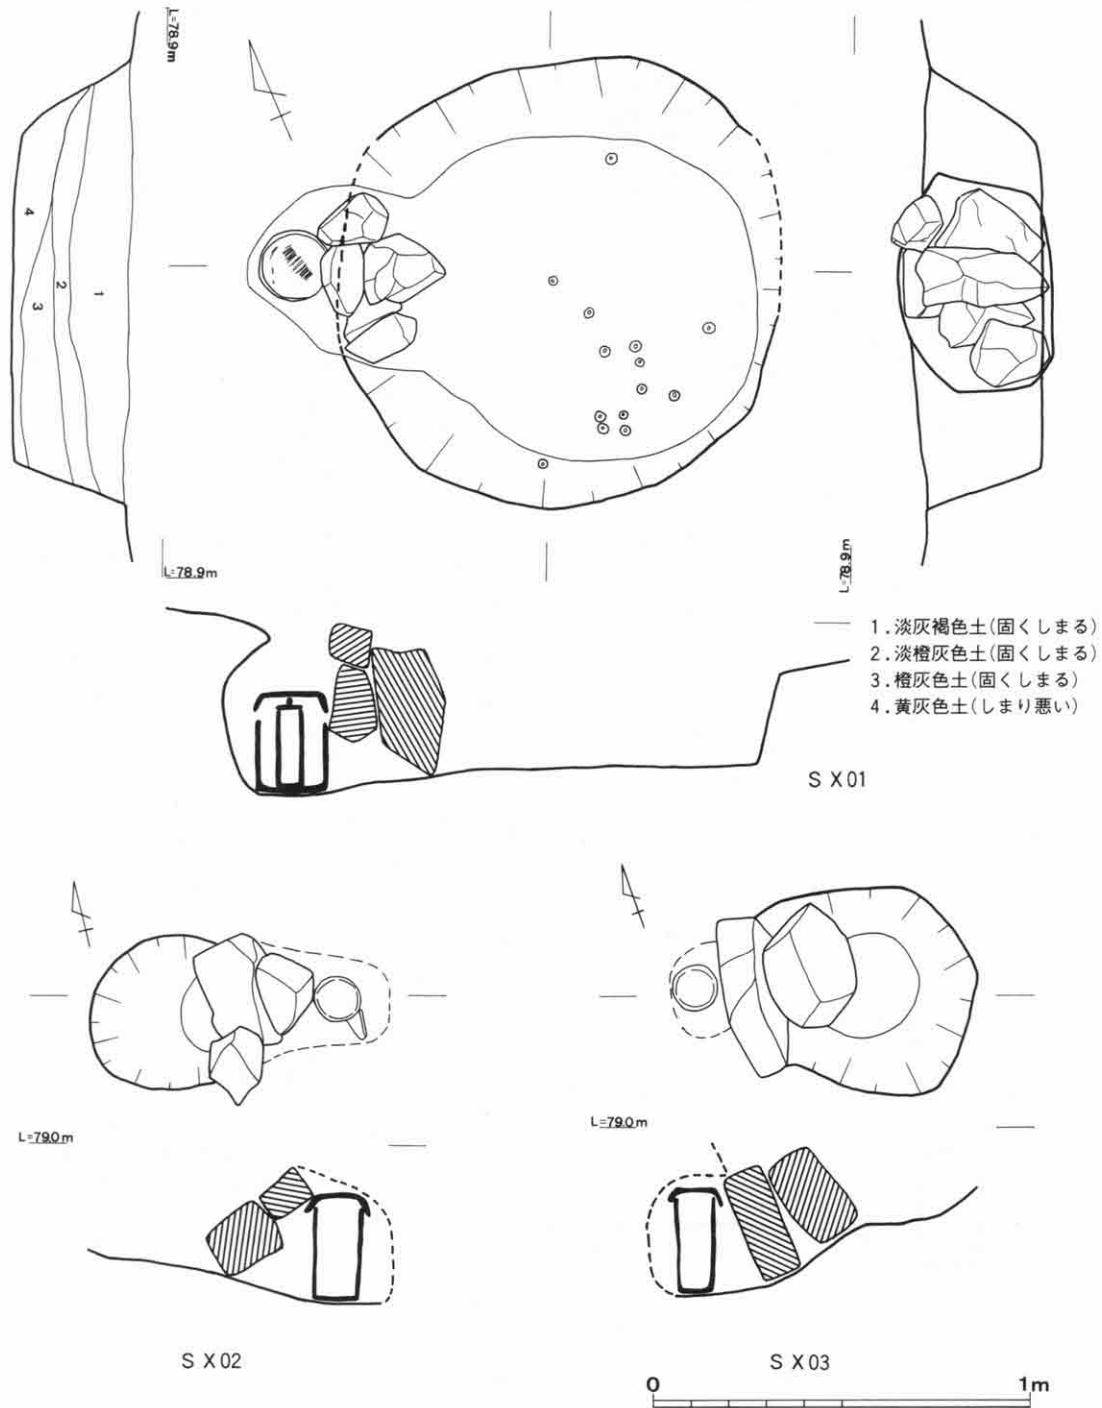 L=78.9m
4
3
2
1
L=78.9m
L=78.9m
1.淡灰褐色土(固くしまる)
2.淡橙灰色土(固くしまる)
3.橙灰色土(固くしまる)
4.黄灰色土(しまり悪い)
SX01
L=79.0m
L=79.0m
SX02
SX03
0 1m